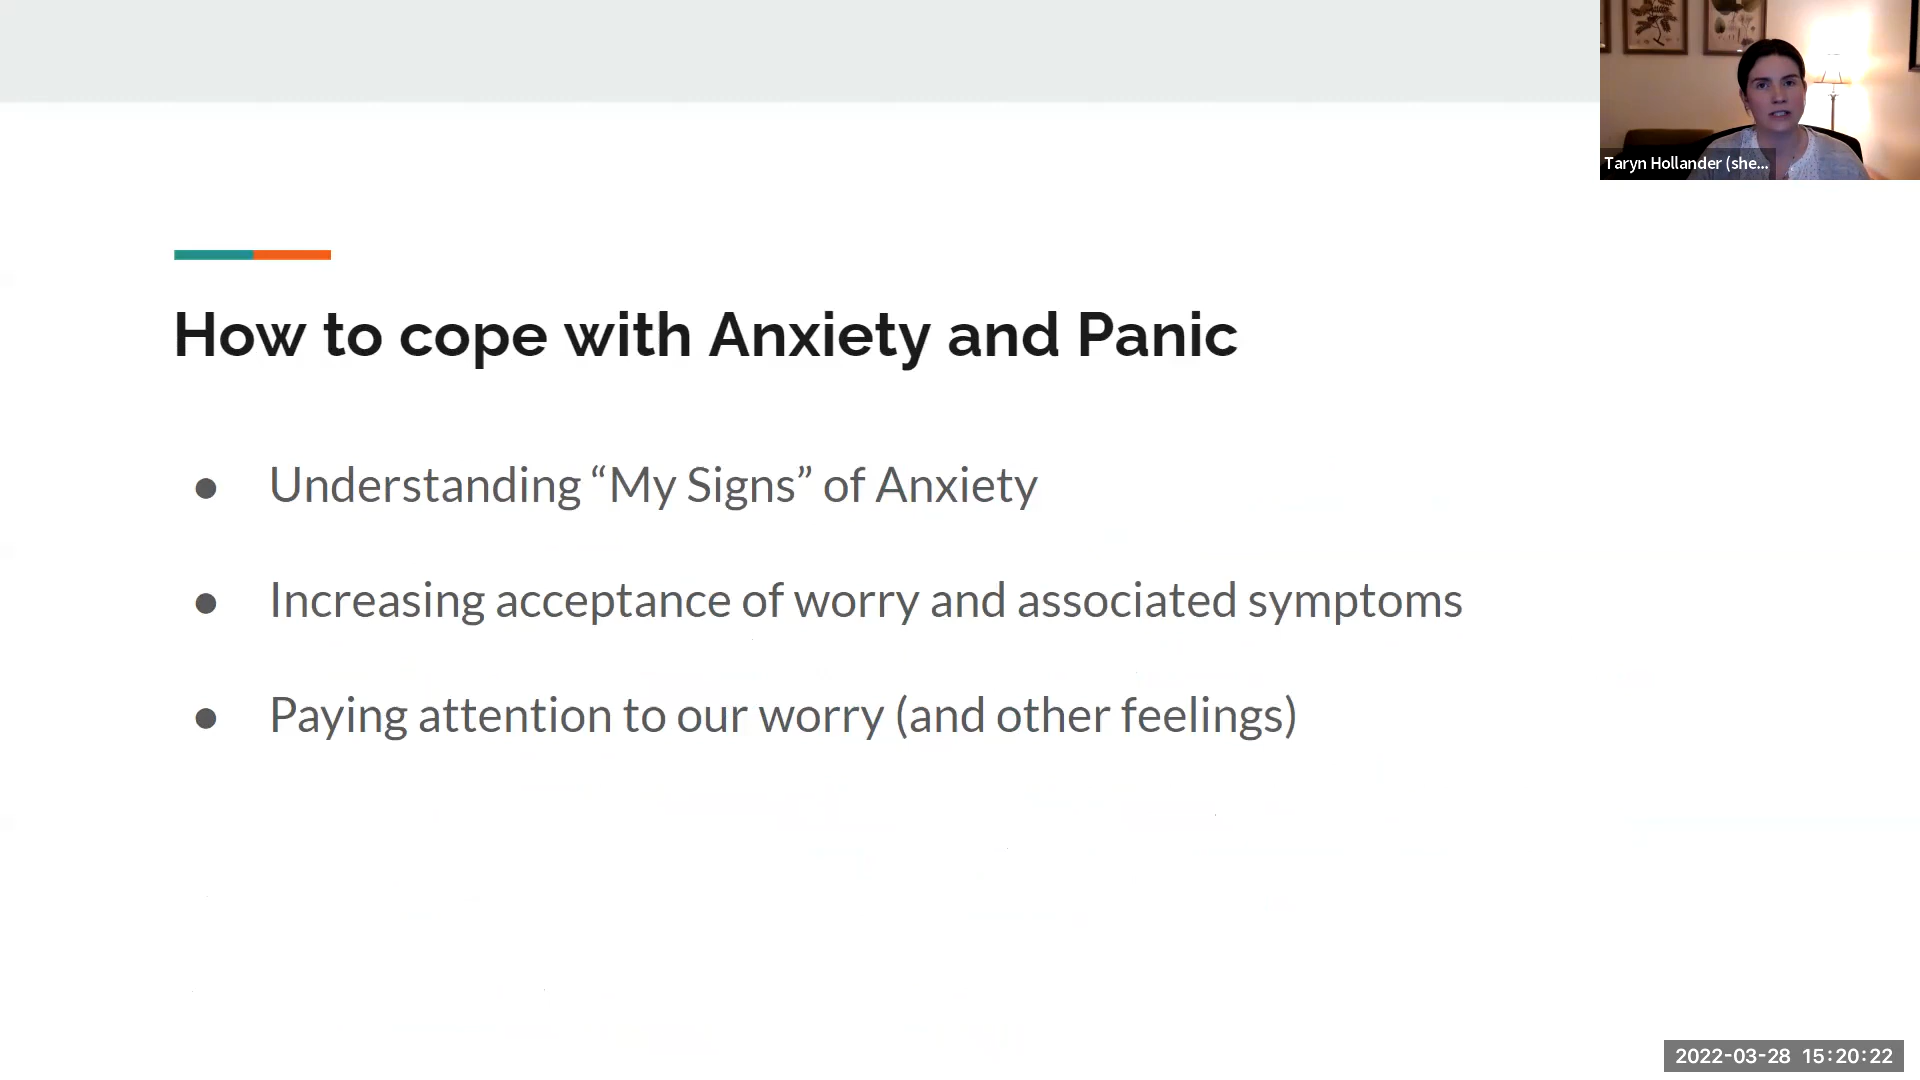 Taryn Hollander (she...
How to cope with Anxiety and Panic
● Understanding “My Signs” of Anxiety
● Increasing acceptance of worry and associated symptoms
● Paying attention to our worry (and other feelings)
2022-03-28 15:20:22